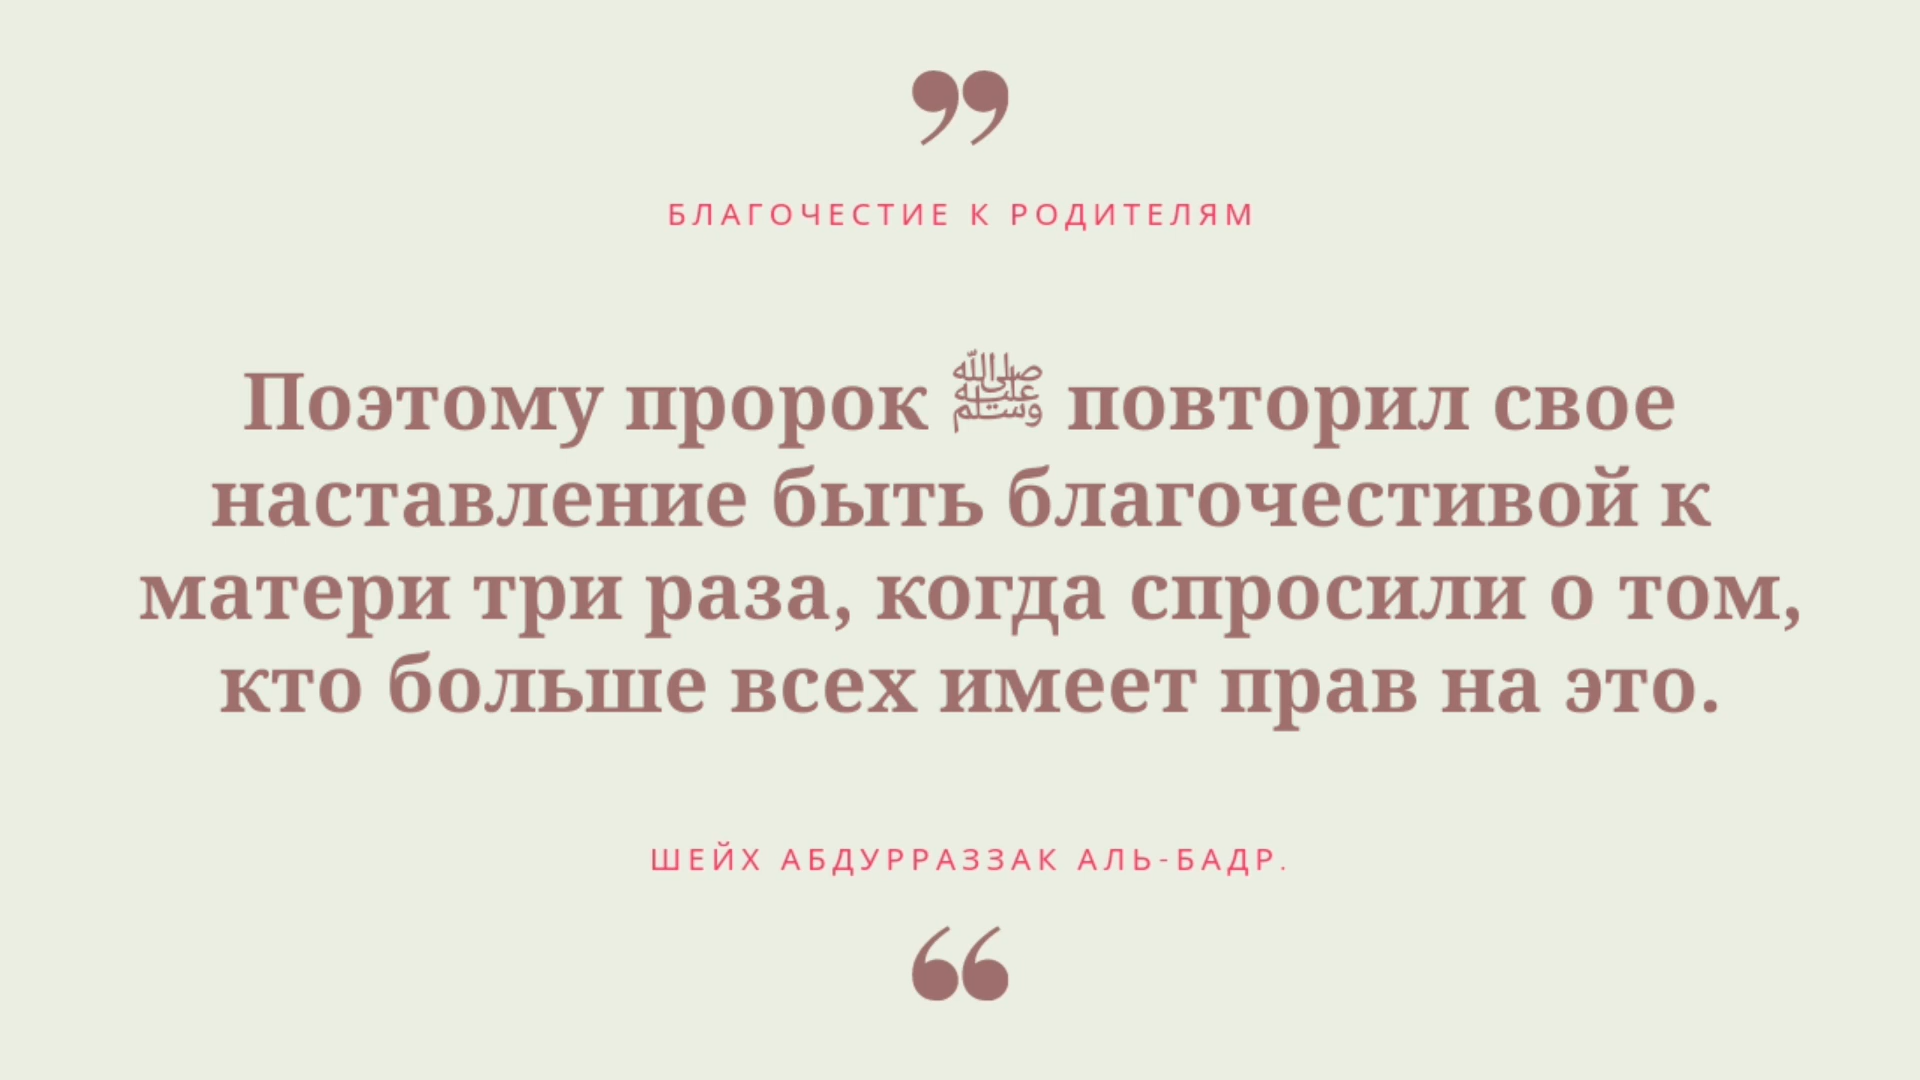 ”
БЛАГОЧЕСТИЕ К РОДИТЕЛЯМ
Поэтому пророк ﷺ повторил свое
наставление быть благочестивой к
матери три раза, когда спросили о том,
кто больше всех имеет прав на это.
ШЕЙХ АБДУРРАЗЗАК АЛЬ-БАДР.
“